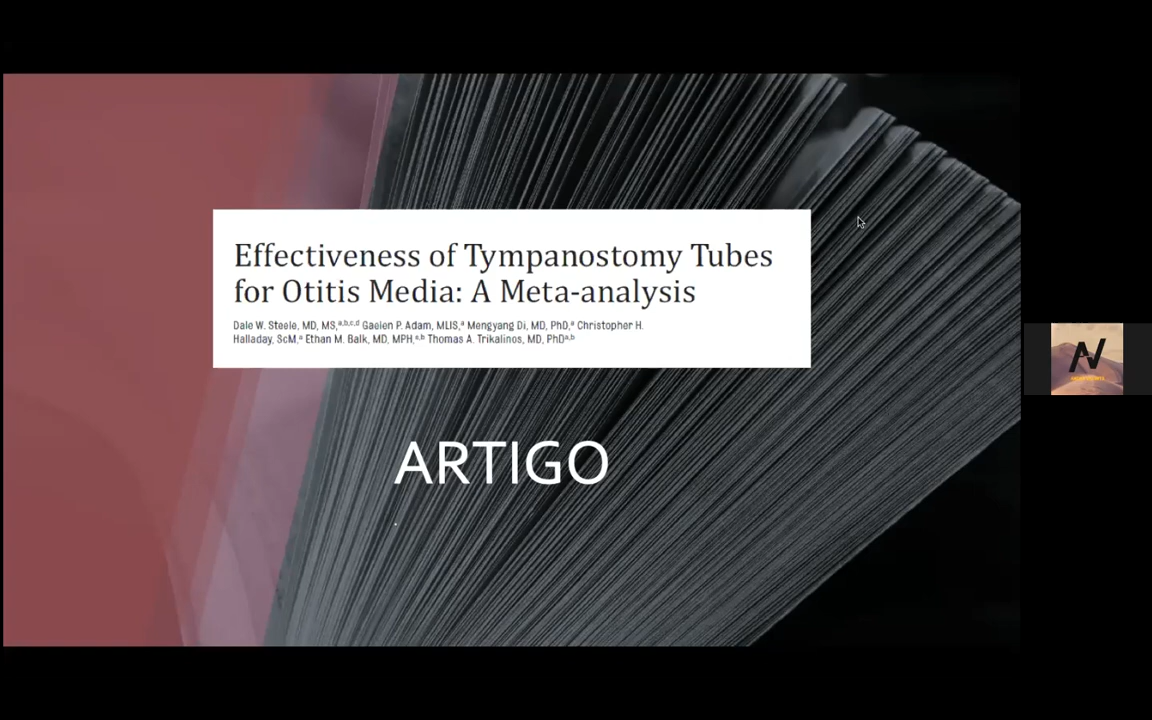 Effectiveness of Tympanostomy Tubes
for Otitis Media: A Meta-analysis
Dale W. Steele, MD, MS,a,b,c,d Gaelen P. Adam, MLIS,a Mengyang Di, MD, PhD,a Christopher H.
Halladay, ScM,a Ethan M. Balk, MD, MPH,e,b Thomas A. Trikalinos, MD, PhDa,b
ARTIGO
.